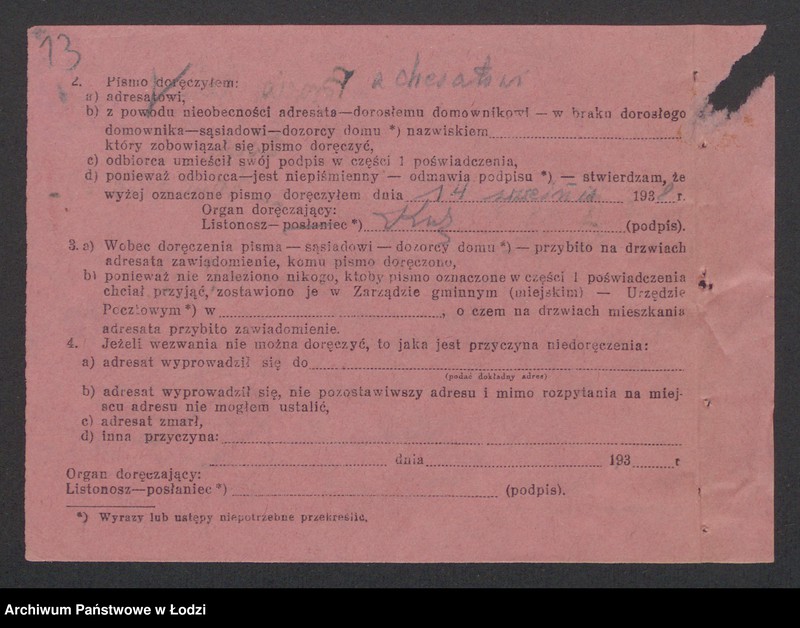 13
adresatowi
2. Pismo doręczyłem:
a) adresatowi,
b) z powodu nieobecności adresata—dorosłemu domownikowi — w braku dorosłego
domownika—sąsiadowi—dozorcy domu *) nazwiskiem
który zobowiązał się pismo doręczyć,
c) odbiorca umieścił swój podpis w części 1 poświadczenia,
d) ponieważ odbiorca—jest niepiśmienny — odmawia podpisu *) — stwierdzam, że
wyżej oznaczone pismo doręczyłem dnia 14 września 1938 r.
Organ doręczający:
Listonosz—posłaniec *) (podpis).
3. a) Wobec doręczenia pisma — sąsiadowi — dozorcy domu *) — przybito na drzwiach
adresata zawiadomienie, komu pismo doręczono,
b) ponieważ nie znaleziono nikogo, ktoby pismo oznaczone w części 1 poświadczenia
chciał przyjąć, zostawiono je w Zarządzie gminnym (miejskim) — Urzędzie
Pocztowym *) w , o czem na drzwiach mieszkania
adresata przybito zawiadomienie.
4. Jeżeli wezwania nie można doręczyć, to jaka jest przyczyna niedoręczenia:
a) adresat wyprowadził się do
(podać dokładny adres)
b) adresat wyprowadził się, nie pozostawiwszy adresu i mimo rozpytania na miej-
scu adresu nie mogłem ustalić,
c) adresat zmarł,
d) inna przyczyna:
dnia 193 r
Organ doręczający:
Listonosz—posłaniec *) (podpis).
*) Wyrazy lub ustępy niepotrzebne przekreślić.
Archiwum Państwowe w Łodzi